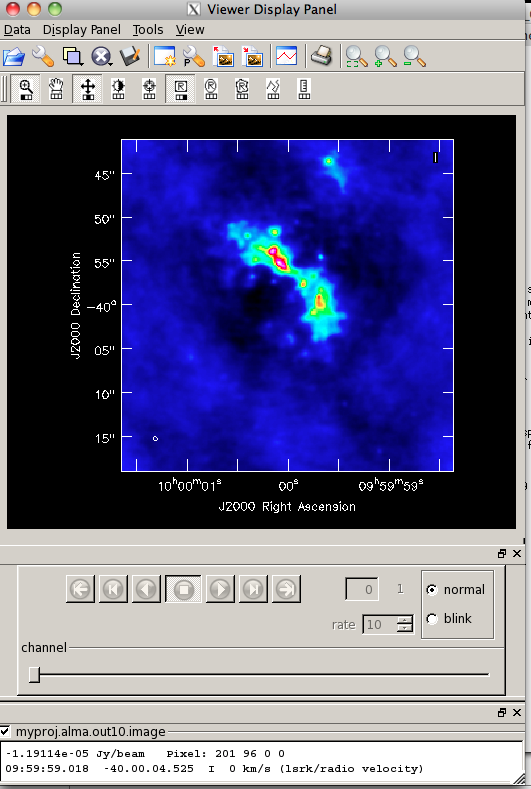 Viewer Display Panel
Data Display Panel Tools View
P
R R R
I
45"
50"
55"
-40°
05"
10"
15"
J2000 Declination
10ʰ00ᵐ01ˢ 00ˢ 09ʰ59ᵐ59ˢ
J2000 Right Ascension
0 1
normal
rate 10
blink
channel
myproj.alma.out10.image
-1.19114e-05 Jy/beam Pixel: 201 96 0 0
09:59:59.018 -40.00.04.525 I 0 km/s (lsrk/radio velocity)